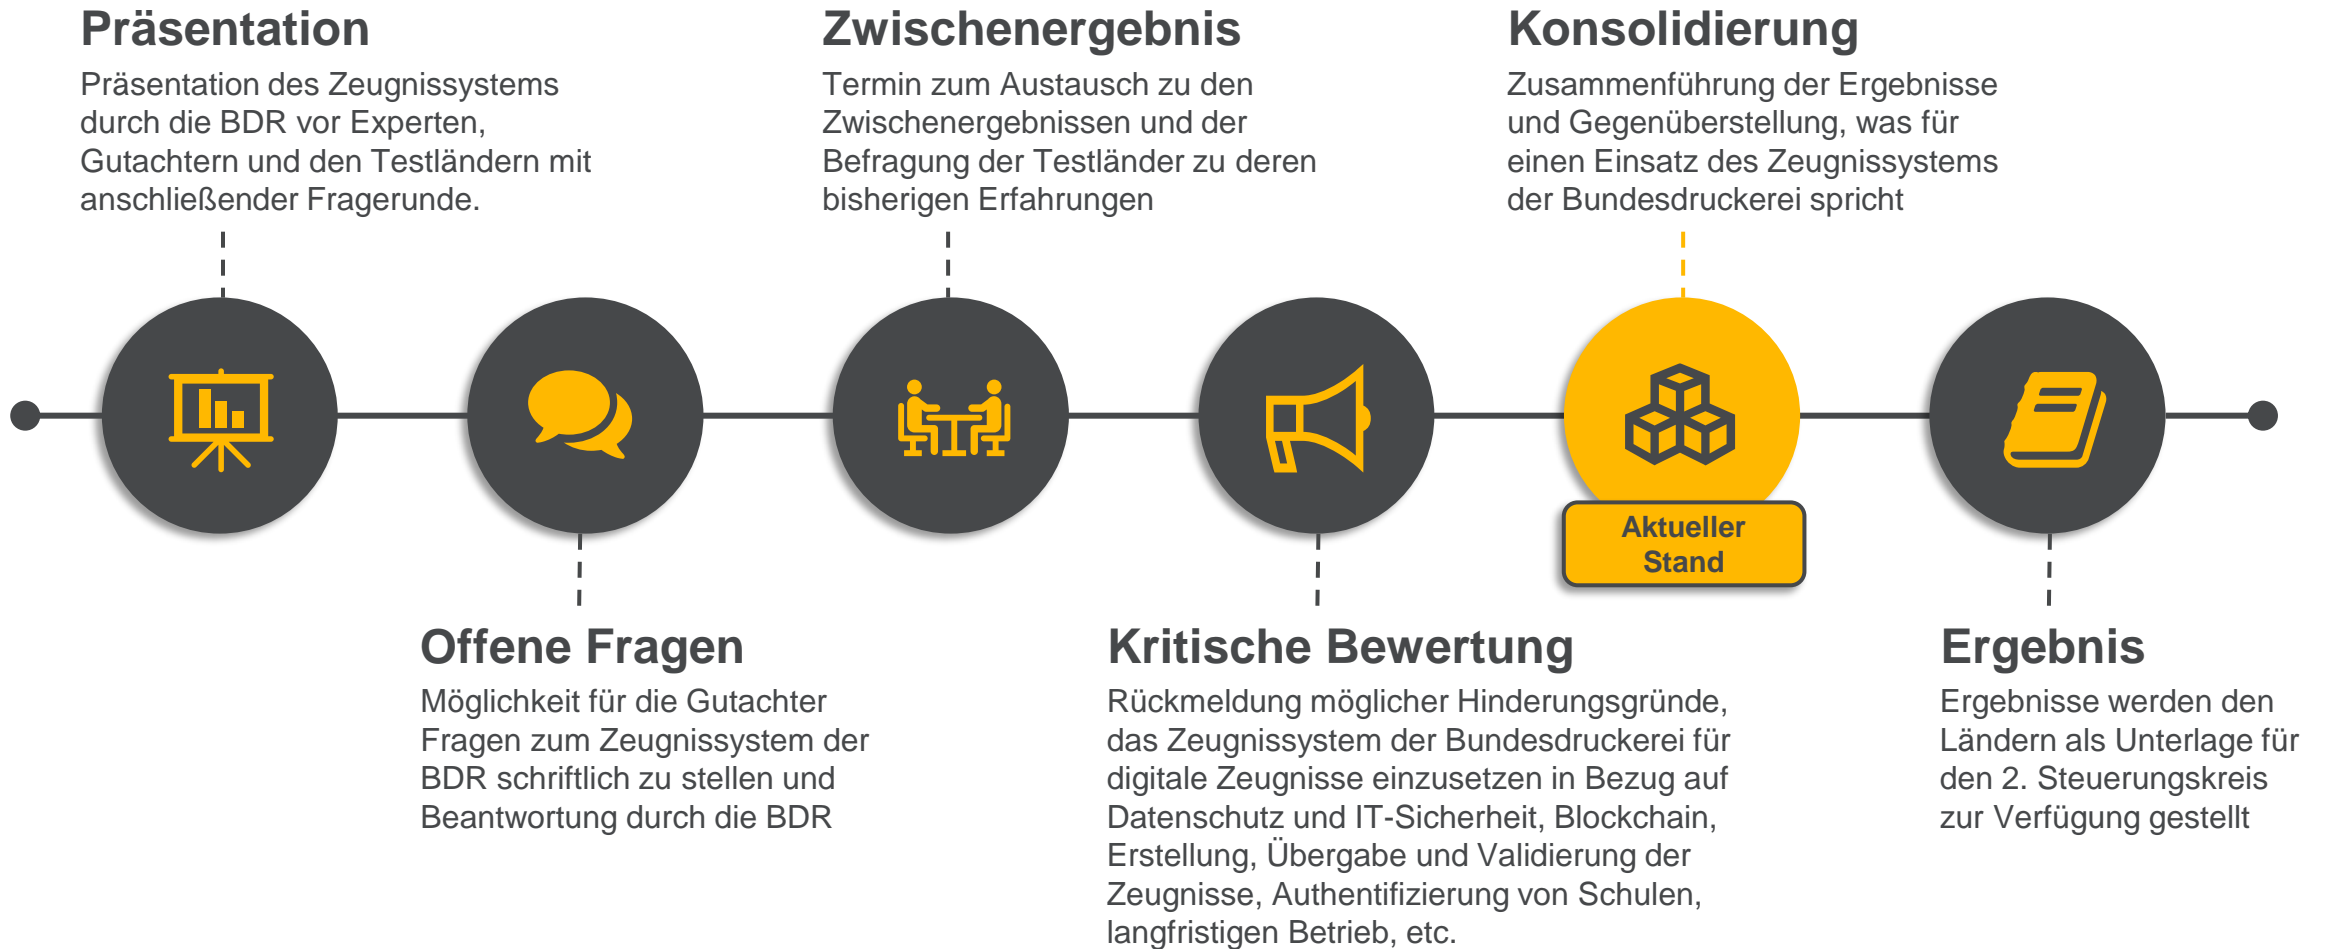 Präsentation
Präsentation des Zeugnissystems
durch die BDR vor Experten,
Gutachtern und den Testländern mit
anschließender Fragerunde.
Zwischenergebnis
Termin zum Austausch zu den
Zwischenergebnissen und der
Befragung der Testländer zu deren
bisherigen Erfahrungen
Konsolidierung
Zusammenführung der Ergebnisse
und Gegenüberstellung, was für
einen Einsatz des Zeugnissystems
der Bundesdruckerei spricht
Aktueller
Stand
Offene Fragen
Möglichkeit für die Gutachter
Fragen zum Zeugnissystem der
BDR schriftlich zu stellen und
Beantwortung durch die BDR
Kritische Bewertung
Rückmeldung möglicher Hinderungsgründe,
das Zeugnissystem der Bundesdruckerei für
digitale Zeugnisse einzusetzen in Bezug auf
Datenschutz und IT-Sicherheit, Blockchain,
Erstellung, Übergabe und Validierung der
Zeugnisse, Authentifizierung von Schulen,
langfristigen Betrieb, etc.
Ergebnis
Ergebnisse werden den
Ländern als Unterlage für
den 2. Steuerungskreis
zur Verfügung gestellt